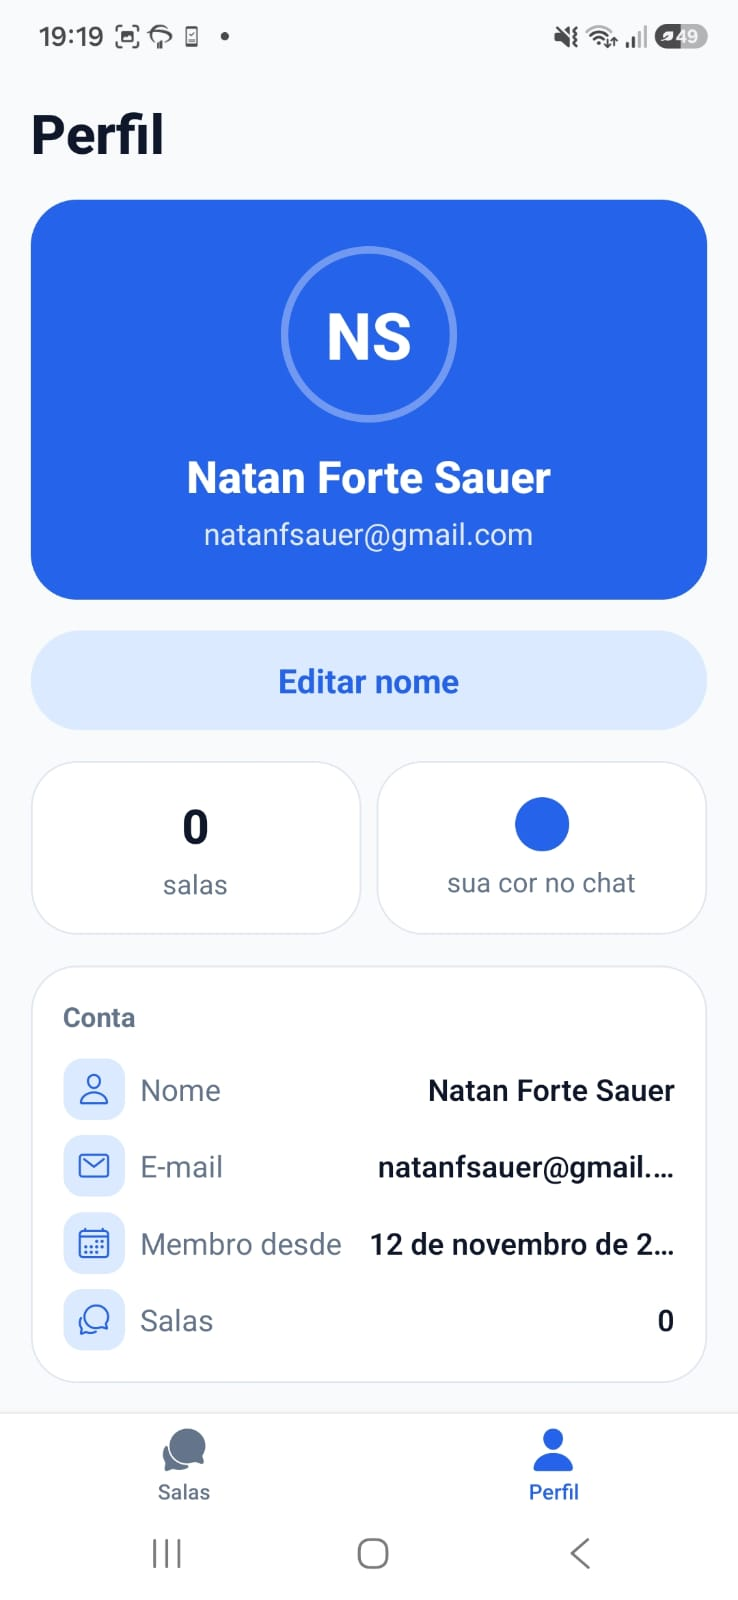 19:19
49
Perfil
NS
Natan Forte Sauer
natanfsauer@gmail.com
Editar nome
0
salas
sua cor no chat
Conta
Nome Natan Forte Sauer
E-mail natanfsauer@gmail.…
Membro desde 12 de novembro de 2…
Salas 0
Salas
Perfil